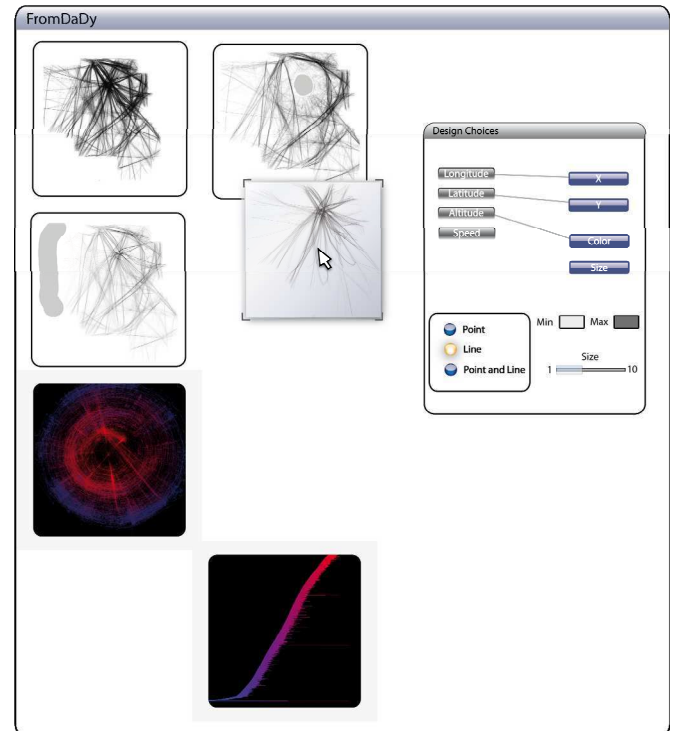 FromDaDy
Design Choices
Longitude
X
Latitude
Y
Altitude
Speed
Color
Size
Point
Min
Max
Line
Size
Point and Line
1
10